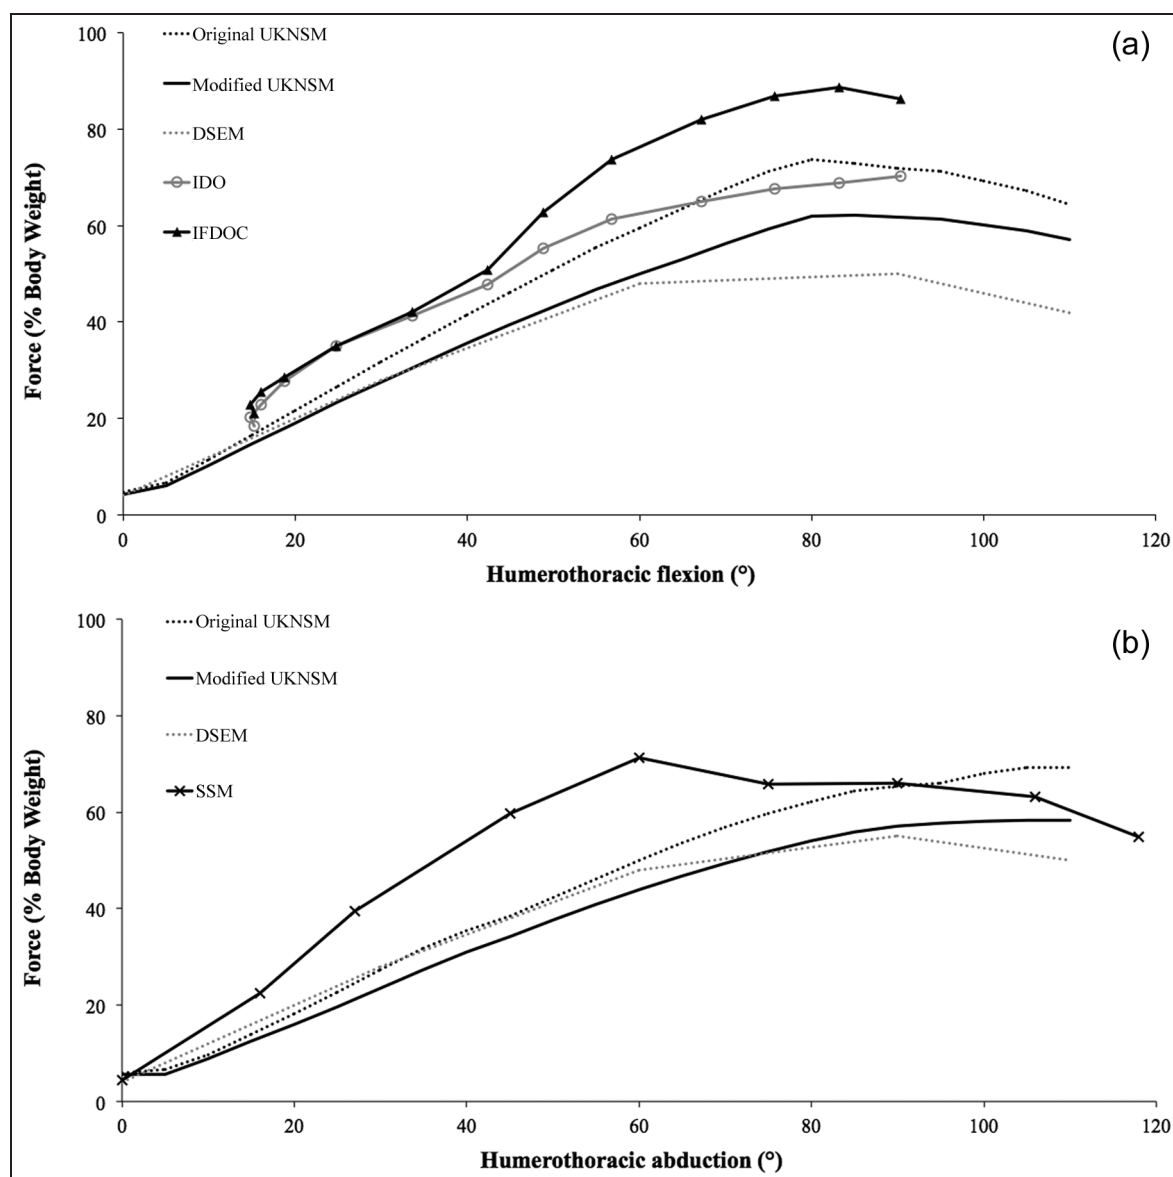 (a)
Original UKNSM
Modified UKNSM
DSEM
IDO
IFDOC
100
80
60
40
20
0
Force (% Body Weight)
0 20 40 60 80 100 120
Humerothoracic flexion (°)
(b)
Original UKNSM
Modified UKNSM
DSEM
SSM
100
80
60
40
20
0
Force (% Body Weight)
0 20 40 60 80 100 120
Humerothoracic abduction (°)